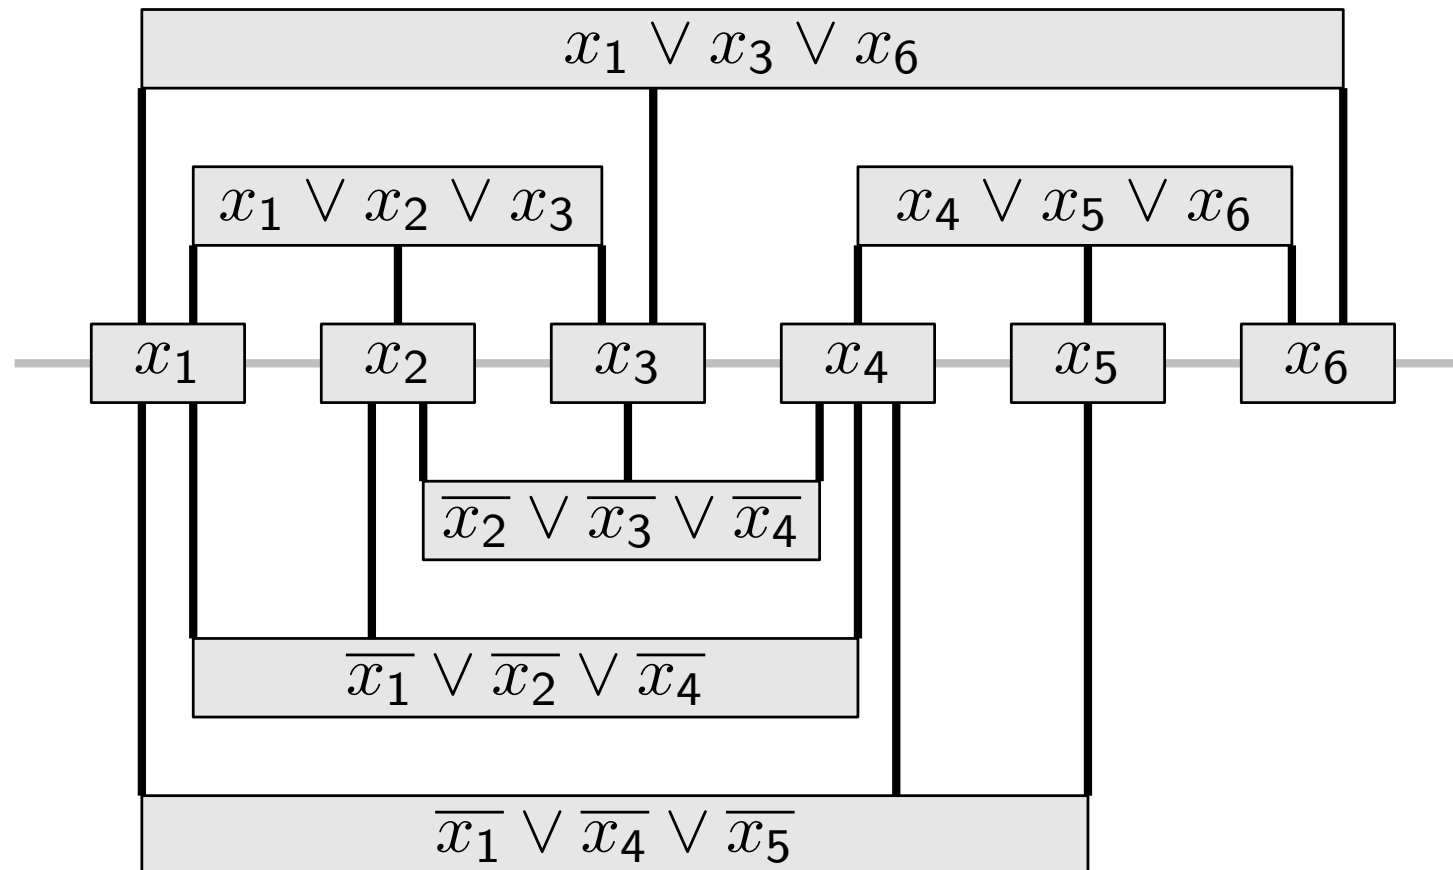 x₁ ∨ x₃ ∨ x₆
x₁ ∨ x₂ ∨ x₃
x₄ ∨ x₅ ∨ x₆
x₁
x₂
x₃
x₄
x₅
x₆
x̅₂ ∨ x̅₃ ∨ x̅₄
x̅₁ ∨ x̅₂ ∨ x̅₄
x̅₁ ∨ x̅₄ ∨ x̅₅